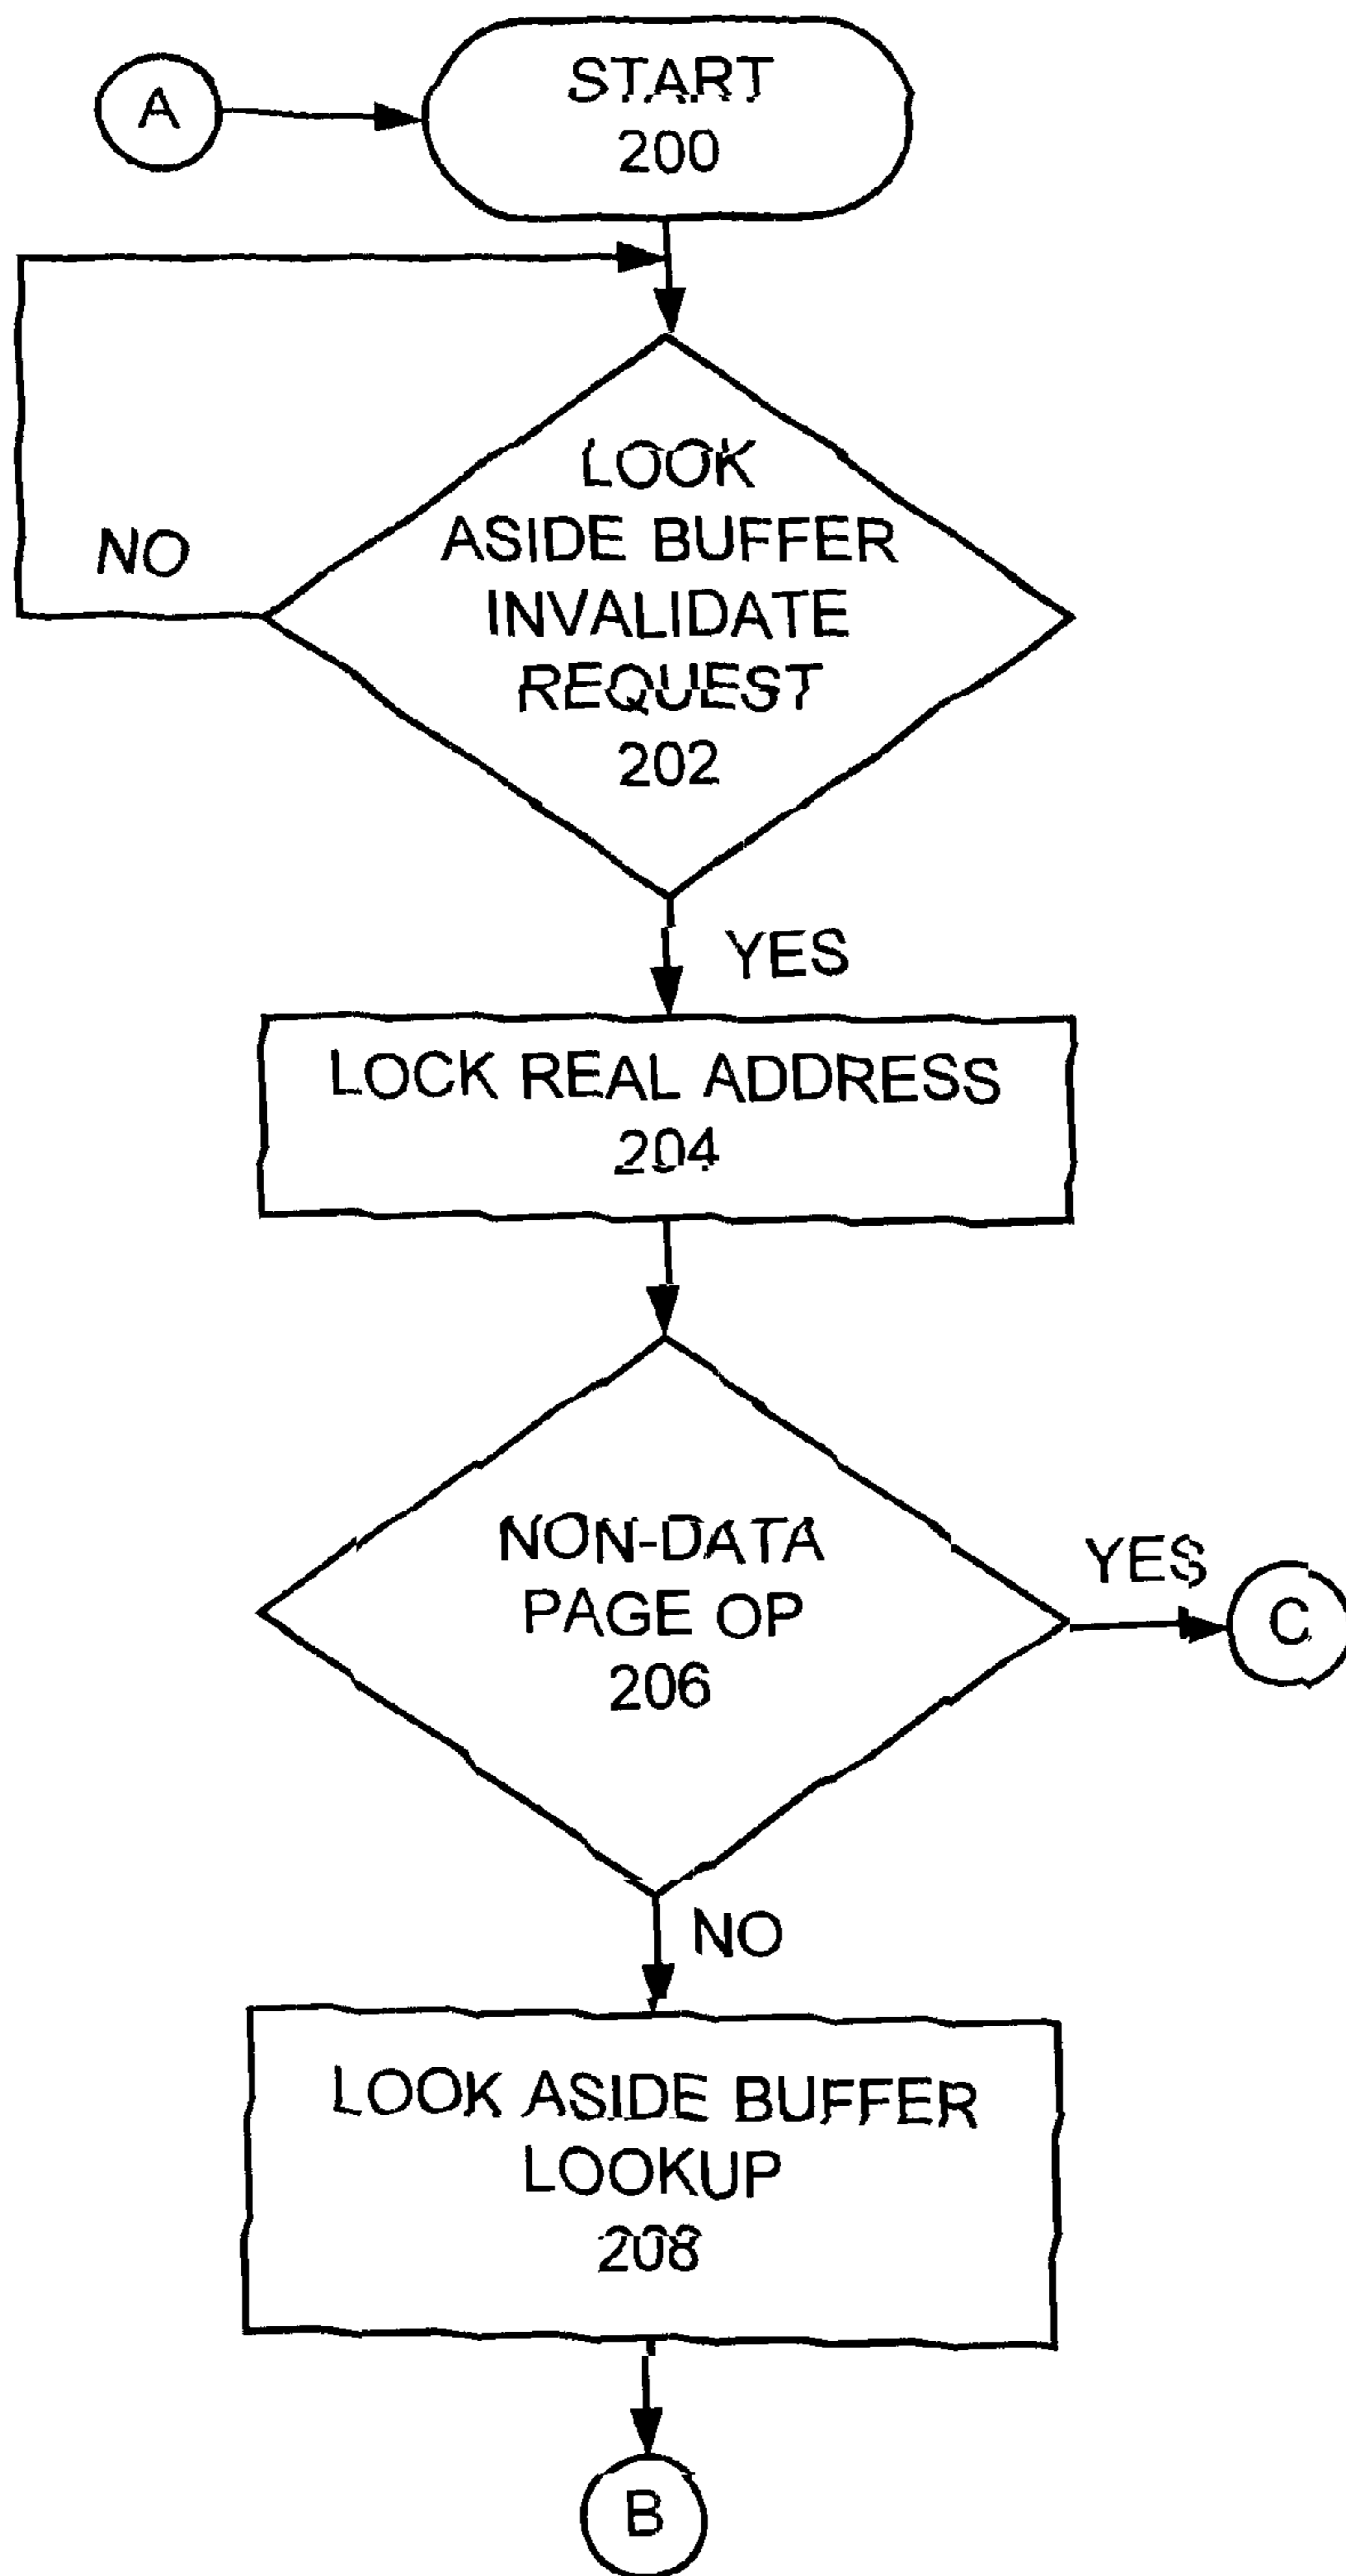 A
START
200
LOOK
ASIDE BUFFER
INVALIDATE
REQUEST
202
NO
YES
LOCK REAL ADDRESS
204
NON-DATA
PAGE OP
206
YES
C
NO
LOOK ASIDE BUFFER
LOOKUP
208
B